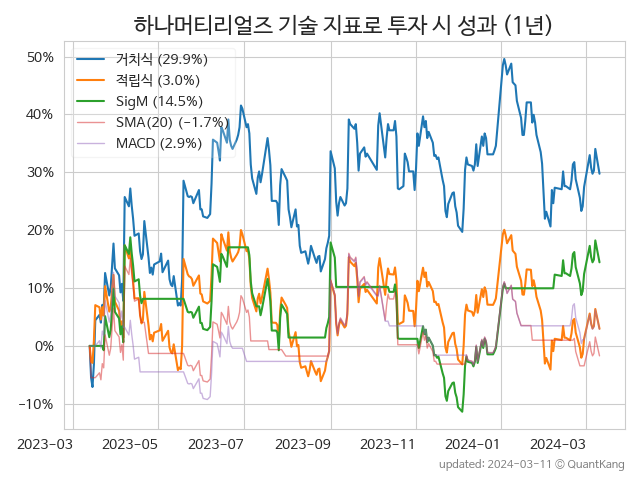 하나머티리얼즈 기술 지표로 투자 시 성과 (1년)
50%
40%
30%
20%
10%
0%
−10%
거치식 (29.9%)
적립식 (3.0%)
SigM (14.5%)
SMA(20) (−1.7%)
MACD (2.9%)
2023-03
2023-05
2023-07
2023-09
2023-11
2024-01
2024-03
updated: 2024-03-11 © QuantKang